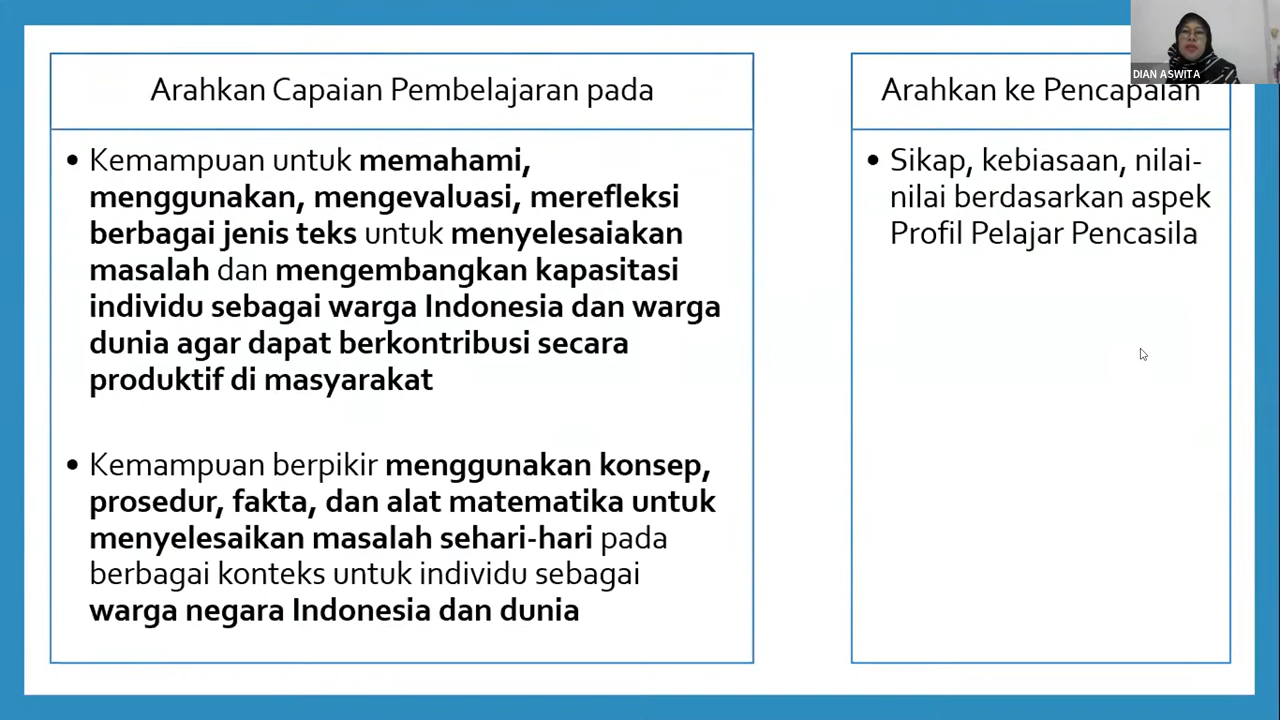 DIAN ASWITA
Arahkan Capaian Pembelajaran pada
• Kemampuan untuk memahami,
menggunakan, mengevaluasi, merefleksi
berbagai jenis teks untuk menyelesaiakan
masalah dan mengembangkan kapasitasi
individu sebagai warga Indonesia dan warga
dunia agar dapat berkontribusi secara
produktif di masyarakat
• Kemampuan berpikir menggunakan konsep,
prosedur, fakta, dan alat matematika untuk
menyelesaikan masalah sehari-hari pada
berbagai konteks untuk individu sebagai
warga negara Indonesia dan dunia
Arahkan ke Pencapaian
• Sikap, kebiasaan, nilai-
nilai berdasarkan aspek
Profil Pelajar Pencasila